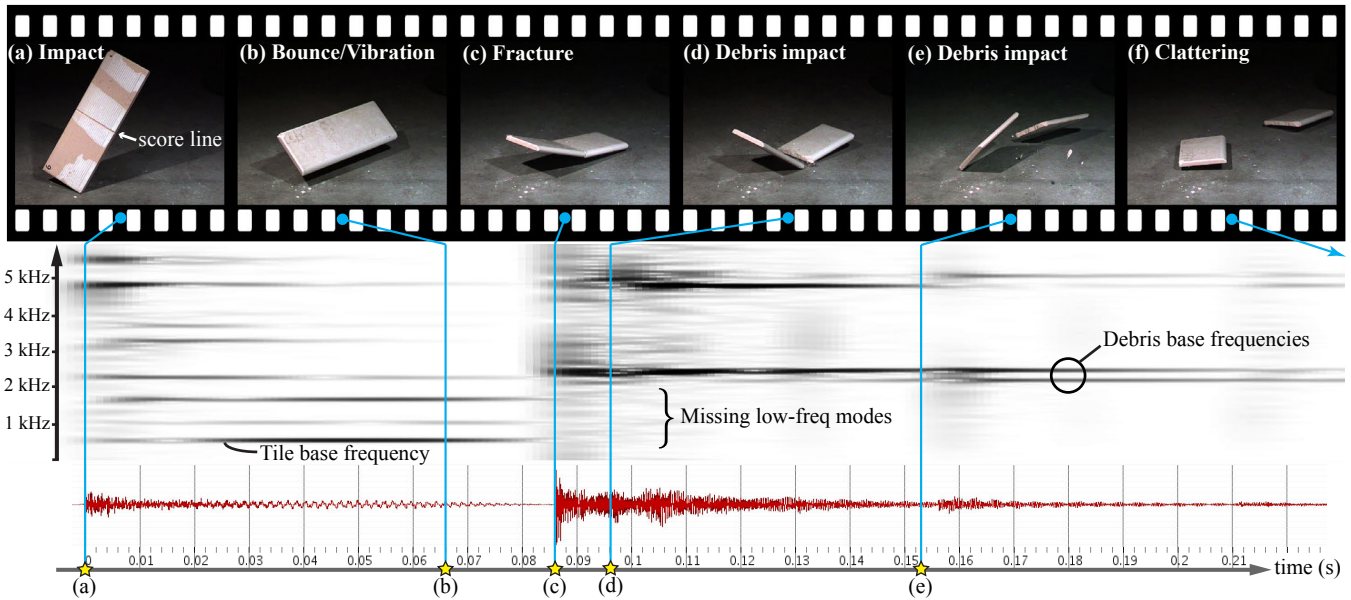 (a) Impact
(b) Bounce/Vibration
(c) Fracture
(d) Debris impact
(e) Debris impact
(f) Clattering
score line
5 kHz
4 kHz
3 kHz
2 kHz
1 kHz
Debris base frequencies
Missing low-freq modes
Tile base frequency
0 0.01 0.02 0.03 0.04 0.05 0.06 0.07 0.08 0.09 0.1 0.11 0.12 0.13 0.14 0.15 0.16 0.17 0.18 0.19 0.2 0.21
time (s)
(a) (b) (c) (d) (e)